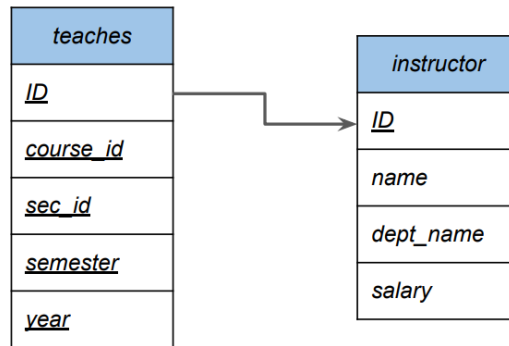 teaches
ID
course_id
sec_id
semester
year
instructor
ID
name
dept_name
salary